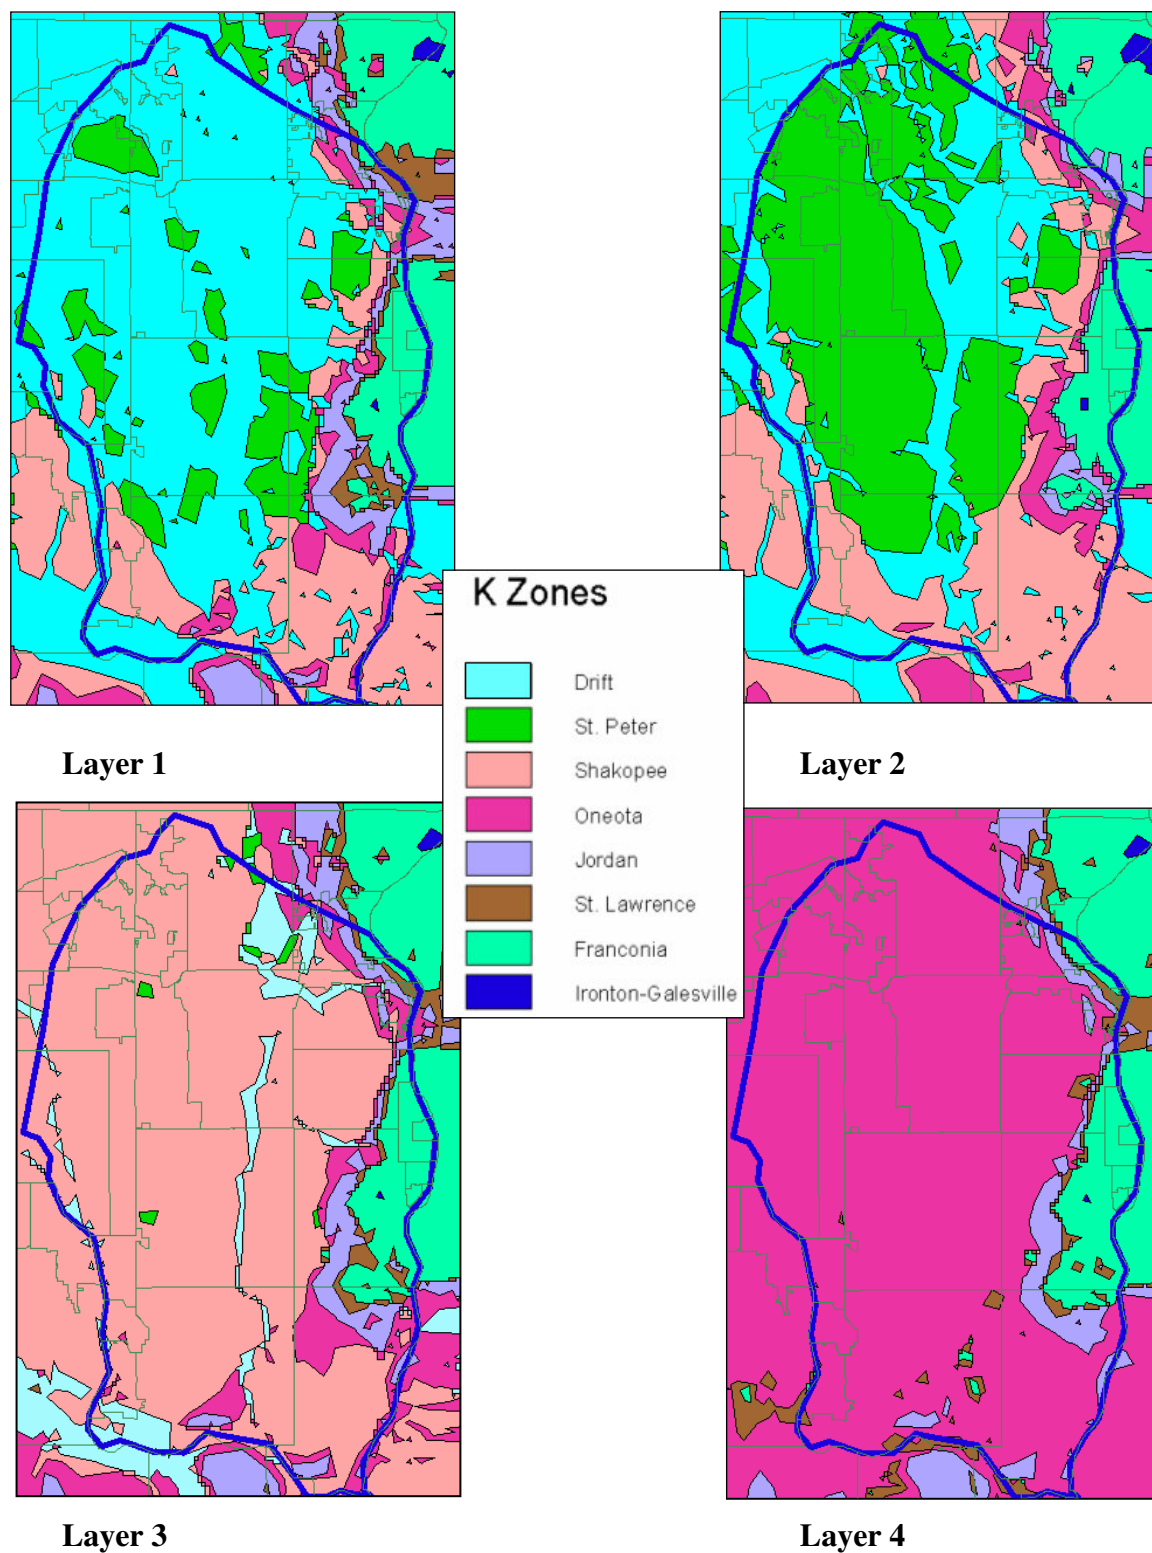 K Zones
Drift
St. Peter
Shakopee
Oneota
Jordan
St. Lawrence
Franconia
Ironton-Galesville
Layer 1
Layer 2
Layer 3
Layer 4